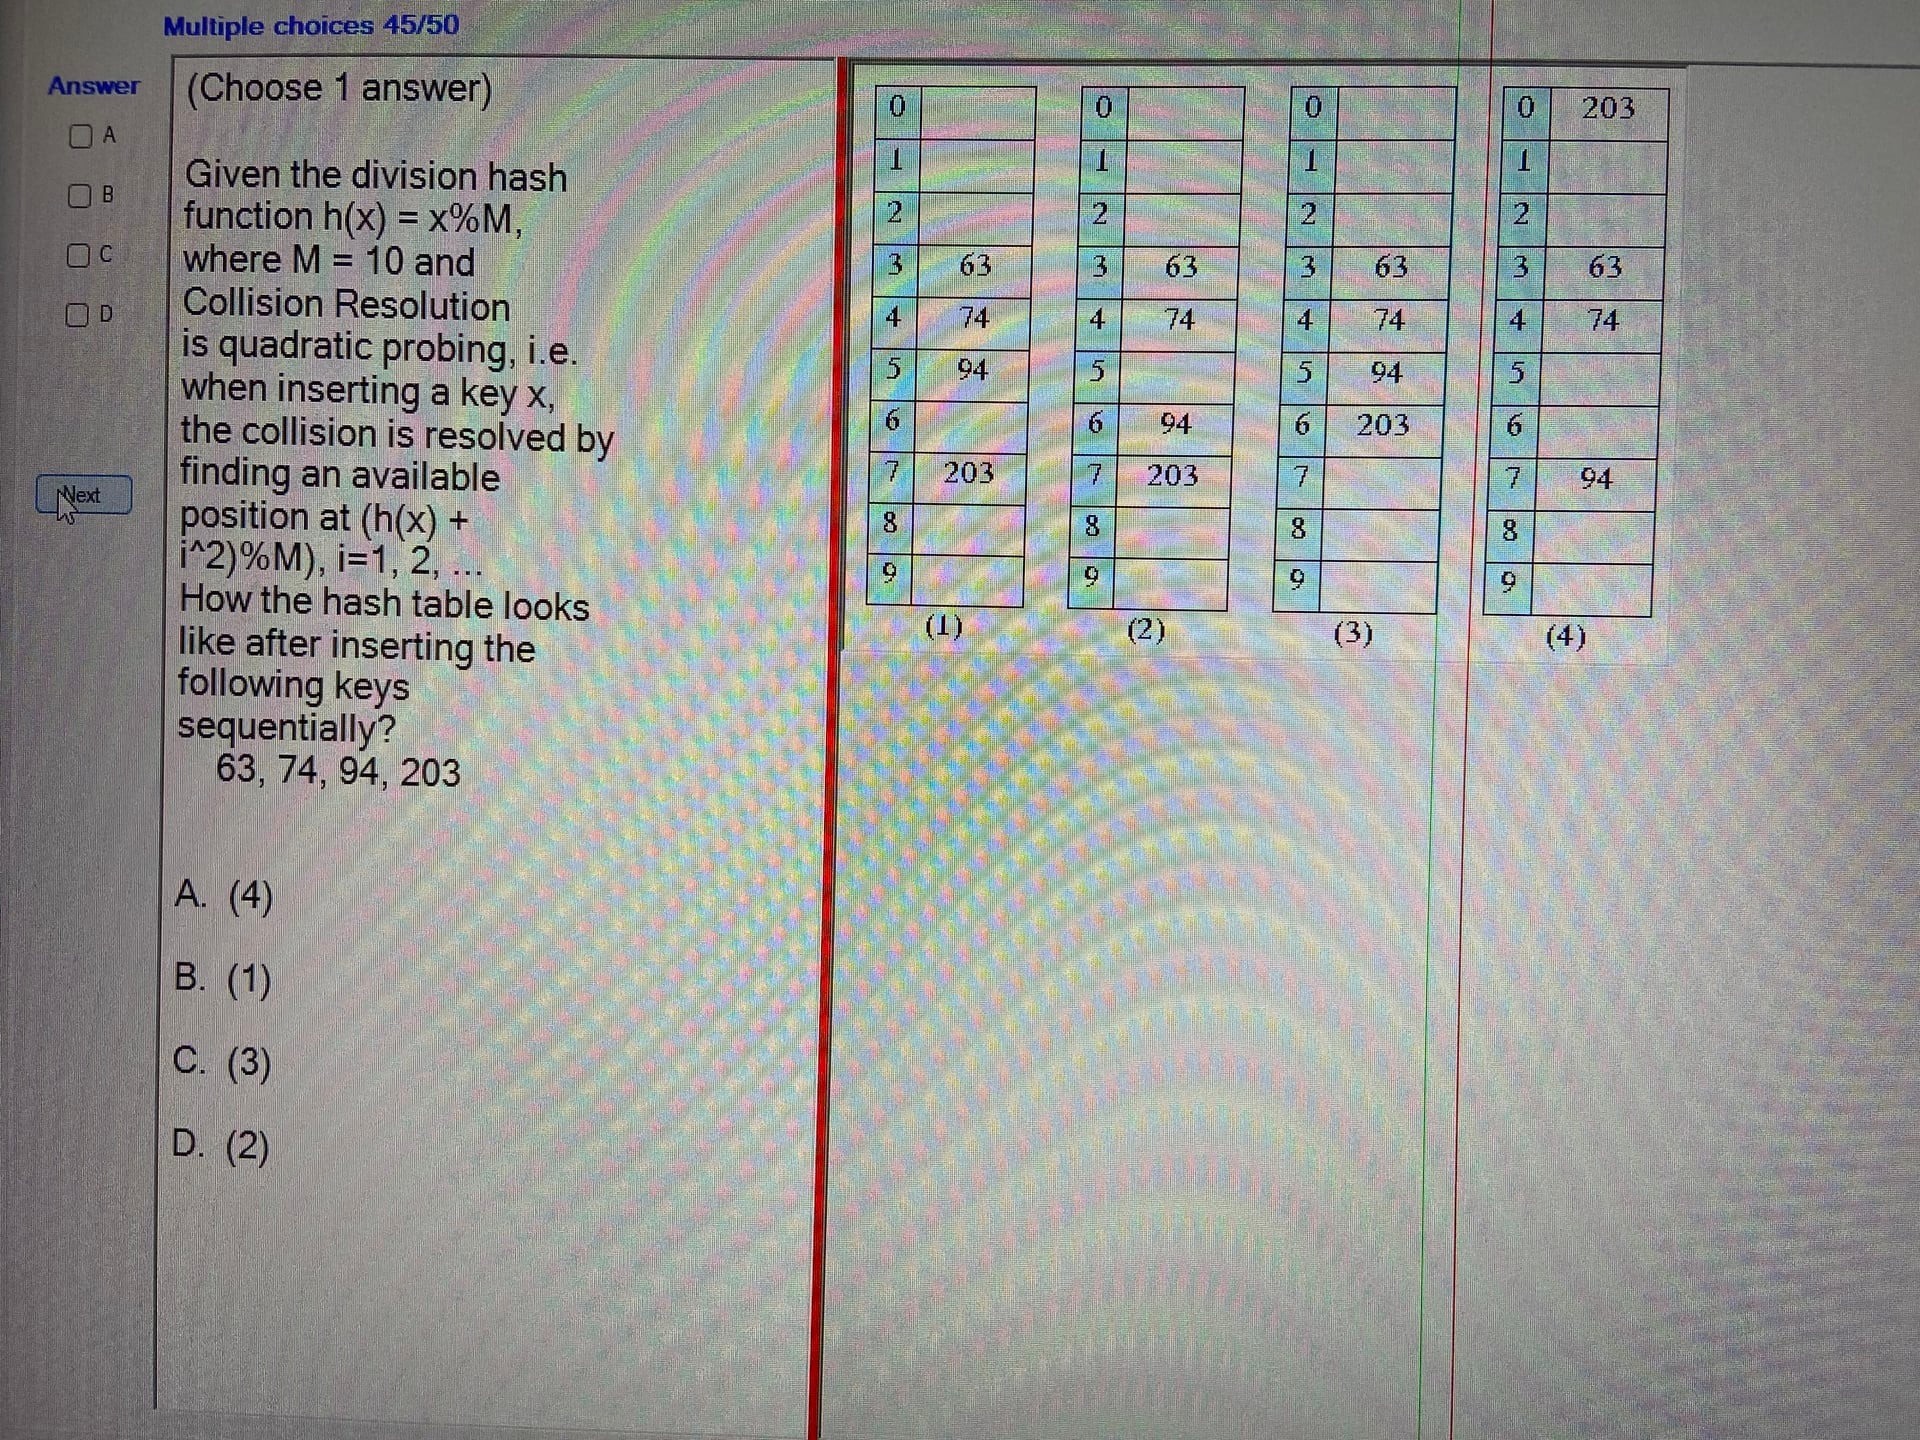 Multiple choices 45/50
Answer
A
B
C
D
Next
(Choose 1 answer)
Given the division hash
function h(x) = x%M,
where M = 10 and
Collision Resolution
is quadratic probing, i.e.
when inserting a key x,
the collision is resolved by
finding an available
position at (h(x) +
i^2)%M), i=1, 2, ...
How the hash table looks
like after inserting the
following keys
sequentially?
63, 74, 94, 203
A. (4)
B. (1)
C. (3)
D. (2)
0
1
2
3 63
4 74
5 94
6
7 203
8
9
(1)
0
1
2
3 63
4 74
5
6 94
7 203
8
9
(2)
0
1
2
3 63
4 74
5 94
6 203
7
8
9
(3)
0 203
1
2
3 63
4 74
5
6
7 94
8
9
(4)